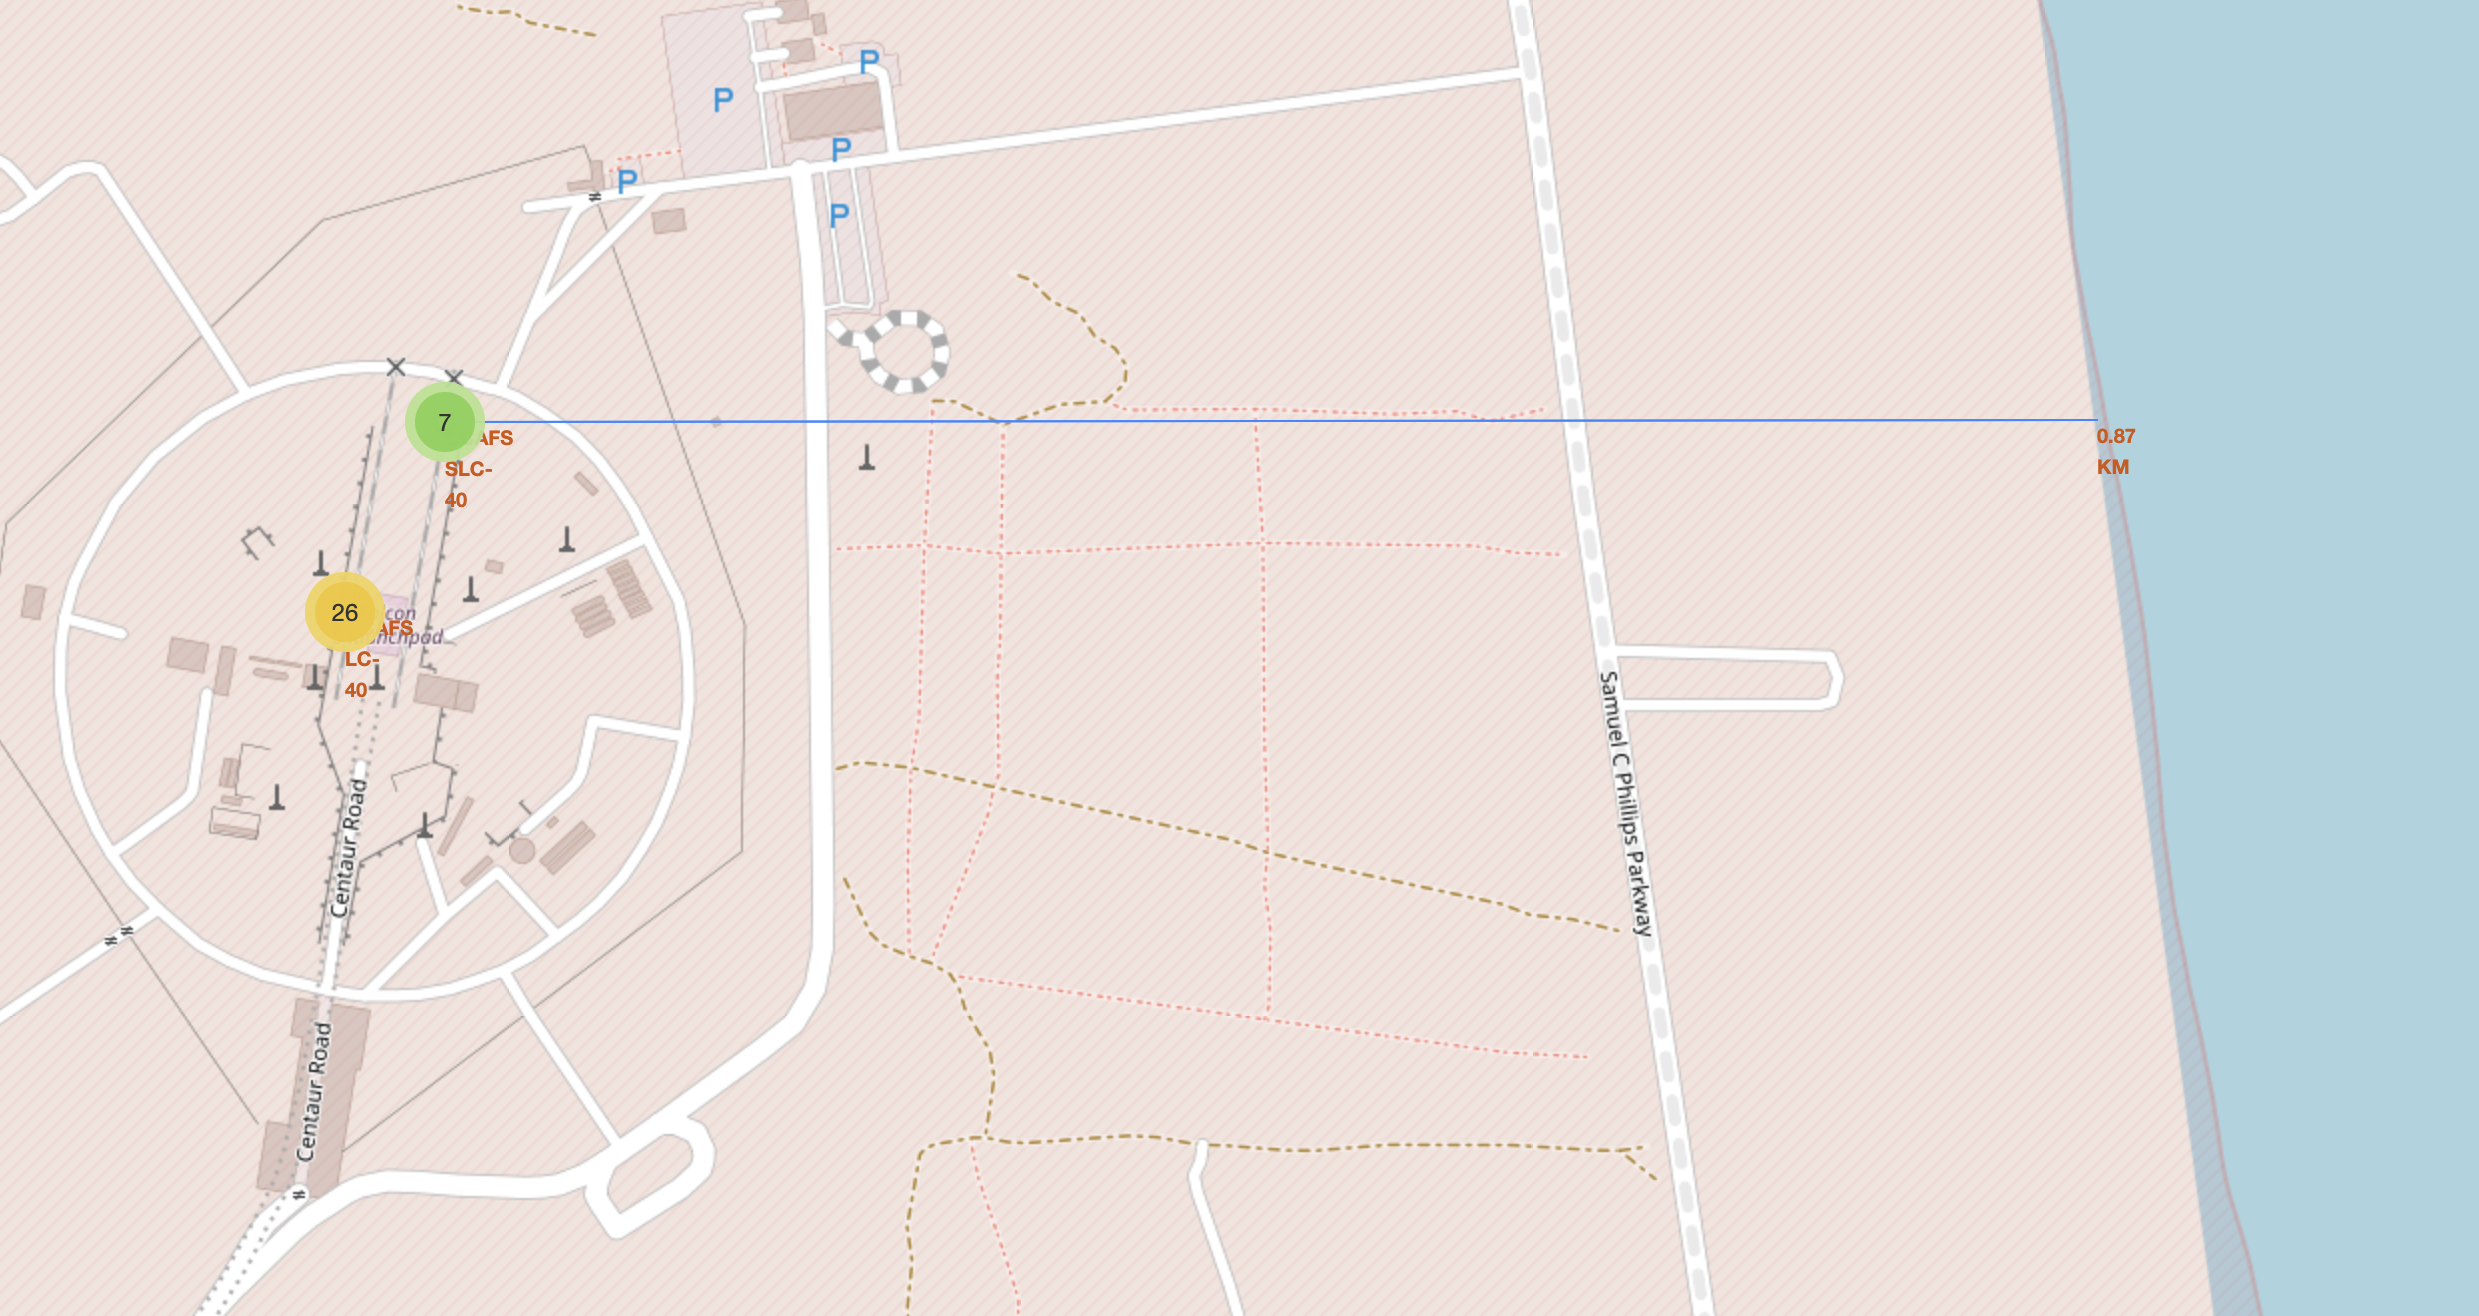 P
P
P
P
P
7
AFS
SLC-
40
0.87
KM
26
AFS
LC-
40
Centaur Road
Centaur Road
Samuel C Phillips Parkway